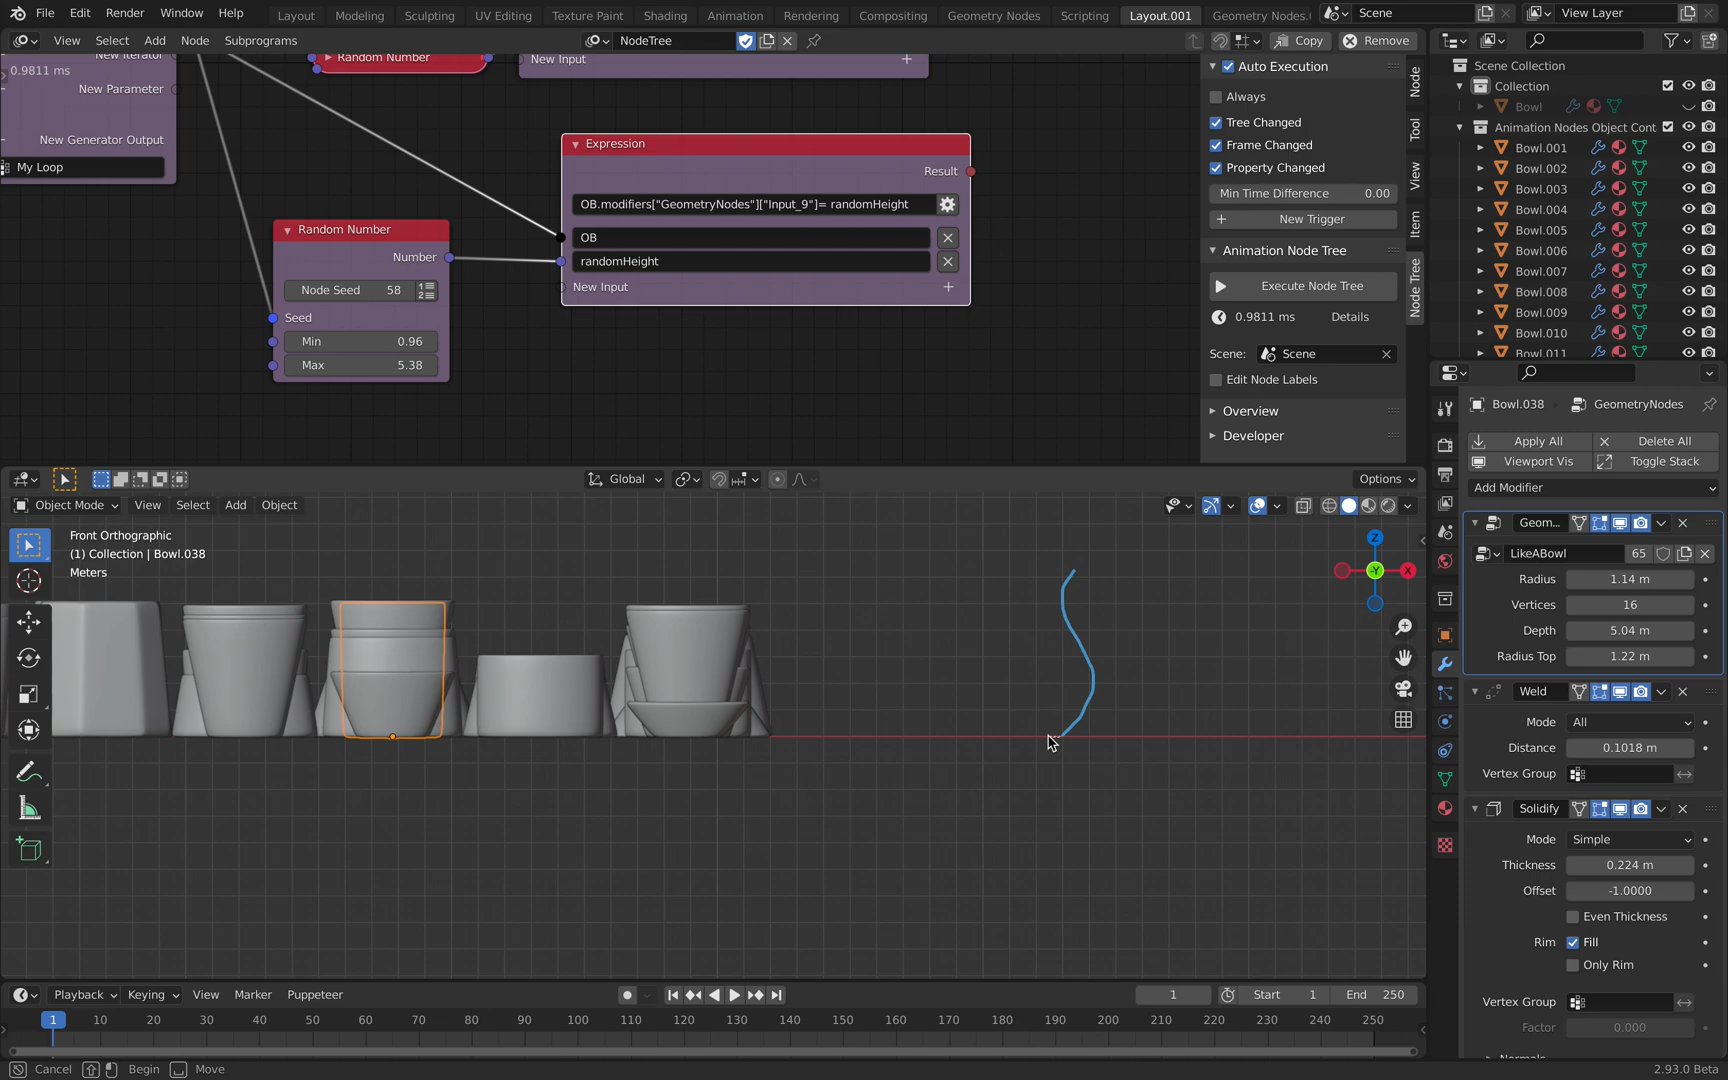 File Edit Render Window Help Layout Modeling Sculpting UV Editing Texture Paint Shading Animation Rendering Compositing Geometry Nodes Scripting Layout.001 Geometry Nodes. Scene View Layer
View Select Add Node Subprograms NodeTree Copy Remove
New Iterator
0.9811 ms
New Parameter
New Generator Output
My Loop
Random Number
New Input
Expression
Result
OB.modifiers["GeometryNodes"]["Input_9"]= randomHeight
OB
randomHeight
New Input
Random Number
Number
Node Seed 58
Seed
Min 0.96
Max 5.38
Auto Execution
Always
Tree Changed
Frame Changed
Property Changed
Min Time Difference 0.00
New Trigger
Animation Node Tree
Execute Node Tree
0.9811 ms Details
Scene: Scene
Edit Node Labels
Overview
Developer
Node
Tool
View
Item
Node Tree
Scene Collection
Collection
Bowl
Animation Nodes Object Cont
Bowl.001
Bowl.002
Bowl.003
Bowl.004
Bowl.005
Bowl.006
Bowl.007
Bowl.008
Bowl.009
Bowl.010
Bowl.011
Bowl.038 GeometryNodes
Apply All Delete All
Viewport Vis Toggle Stack
Add Modifier
Geom...
LikeABowl 65
Radius 1.14 m
Vertices 16
Depth 5.04 m
Radius Top 1.22 m
Weld
Mode All
Distance 0.1018 m
Vertex Group
Solidify
Mode Simple
Thickness 0.224 m
Offset -1.0000
Even Thickness
Rim Fill
Only Rim
Vertex Group
Factor 0.000
Normals
Global Options
Object Mode View Select Add Object
Front Orthographic
(1) Collection | Bowl.038
Meters
Z
-Y
X
Playback Keying View Marker Puppeteer 1 Start 1 End 250
1 10 20 30 40 50 60 70 80 90 100 110 120 130 140 150 160 170 180 190 200 210 220 230 240 250
Cancel Begin Move 2.93.0 Beta